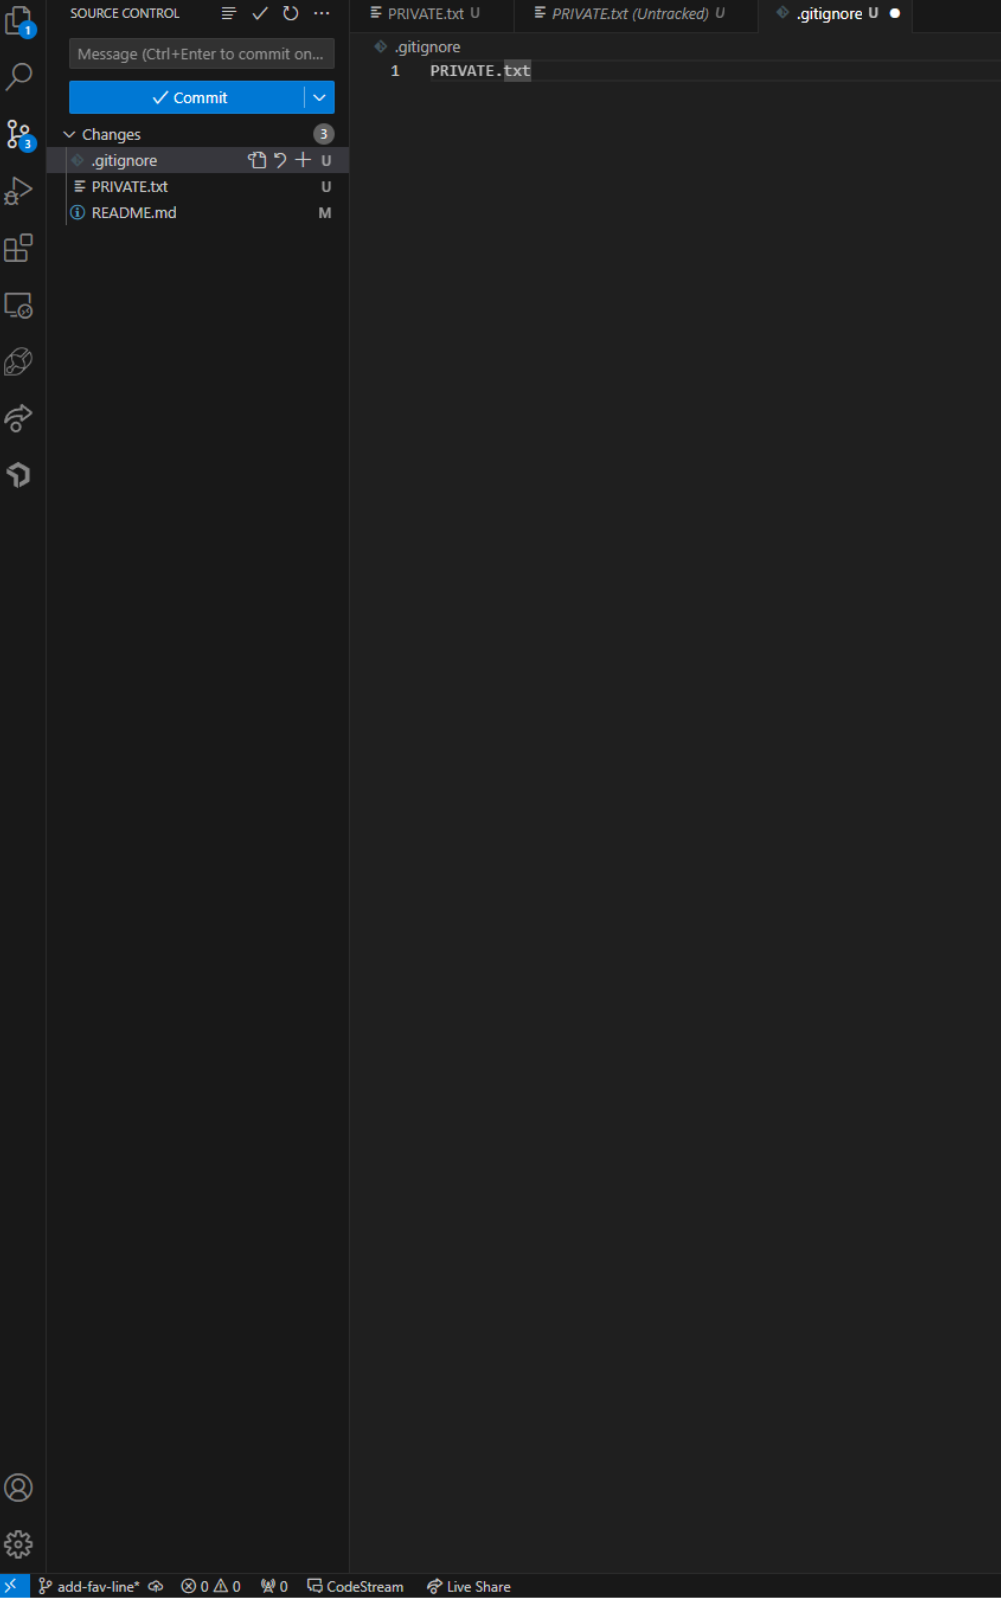 SOURCE CONTROL
PRIVATE.txt U
PRIVATE.txt (Untracked) U
.gitignore U
1
Message (Ctrl+Enter to commit on...
.gitignore
1 PRIVATE.txt
Commit
Changes 3
3
.gitignore U
PRIVATE.txt U
README.md M
add-fav-line* 0 0 0 CodeStream Live Share